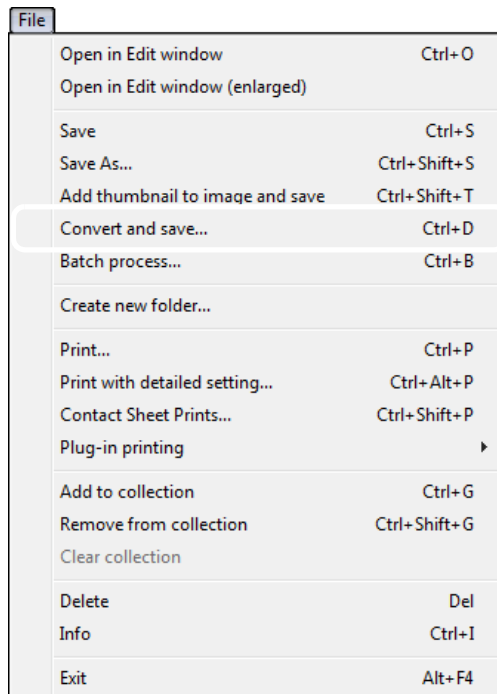 File
Open in Edit window Ctrl+O
Open in Edit window (enlarged)
Save Ctrl+S
Save As... Ctrl+Shift+S
Add thumbnail to image and save Ctrl+Shift+T
Convert and save... Ctrl+D
Batch process... Ctrl+B
Create new folder...
Print... Ctrl+P
Print with detailed setting... Ctrl+Alt+P
Contact Sheet Prints... Ctrl+Shift+P
Plug-in printing
Add to collection Ctrl+G
Remove from collection Ctrl+Shift+G
Clear collection
Delete Del
Info Ctrl+I
Exit Alt+F4